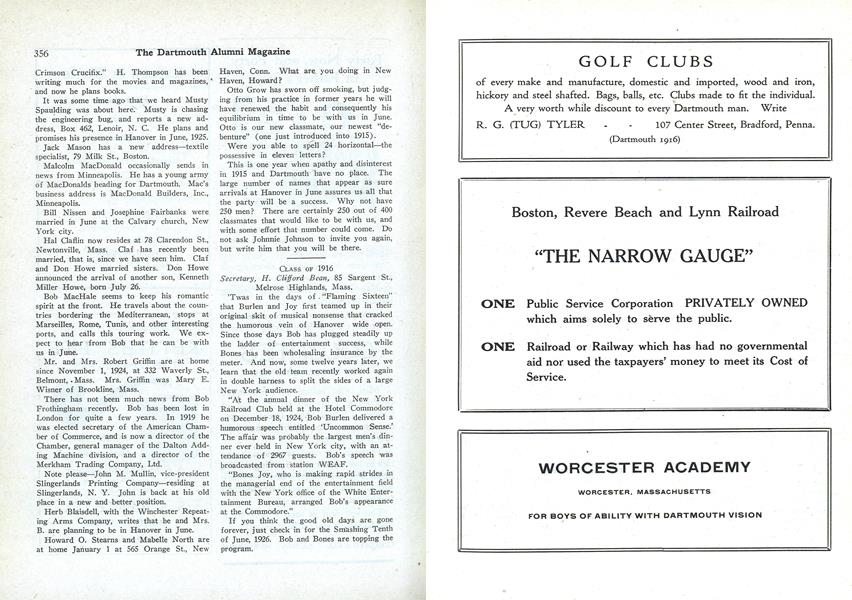 356
The Dartmouth Alumni Magazine
Crimson Crucifix." H. Thompson has been
writing much for the movies and magazines,
and now he plans books.
It was some time ago that we heard Musty
Spaulding was about here. Musty is chasing
the engineering bug, and reports a new ad-
dress, Box 462, Lenoir, N. C. He plans and
promises his presence in Hanover in June, 1925.
Jack Mason has a new address—textile
specialist, 79 Milk St., Boston.
Malcolm MacDonald occasionally sends in
news from Minneapolis. He has a young army
of MacDonalds heading for Dartmouth. Mac's
business address is MacDonald Builders, Inc.,
Minneapolis.
Bill Nissen and Josephine Fairbanks were
married in June at the Calvary church, New
York city.
Hal Claflin now resides at 78 Clarendon St.,
Newtonville, Mass. Claf has recently been
married, that is, since we have seen him. Claf
and Don Howe married sisters. Don Howe
announced the arrival of another son, Kenneth
Miller Howe, born July 26.
Bob MacHale seems to keep his romantic
spirit at the front. He travels about the coun-
tries bordering the Mediterranean, stops at
Marseilles, Rome, Tunis, and other interesting
ports, and calls this touring work. We ex-
pect to hear from Bob that he can be with
us in June.
Mr. and Mrs. Robert Griffin are at home
since November 1, 1924, at 332 Waverly St.,
Belmont, Mass. Mrs. Griffin was Mary E.
Wisner of Brookline, Mass.
There has not been much news from Bob
Frothingham recently. Bob has been lost in
London for quite a few years. In 1919 he
was elected secretary of the American Cham-
ber of Commerce, and is now a director of the
Chamber, general manager of the Dalton Add-
ing Machine division, and a director of the
Merkham Trading Company, Ltd.
Note please—John M. Mullin, vice-president
Slingerlands Printing Company—residing at
Slingerlands, N. Y. John is back at his old
place in a new and better position.
Herb Blaisdell, with the Winchester Repeat-
ing Arms Company, writes that he and Mrs.
B. are planning to be in Hanover in June.
Howard O. Stearns and Mabelle North are
at home January 1 at 565 Orange St., New
Haven, Conn. What are you doing in New
Haven, Howard?
Otto Grow has sworn off smoking, but judg-
ing from his practice in former years he will
have renewed the habit and consequently his
equilibrium in time to be with us in June.
Otto is our new classmate, our newest "de-
benture" (one just introduced into 1915).
Were you able to spell 24 horizontal—the
possessive in eleven letters?
This is one year when apathy and disinterest
in 1915 and Dartmouth have no place. The
large number of names that appear as sure
arrivals at Hanover in June assures us all that
the party will be a success. Why not have
250 men? There are certainly 250 out of 400
classmates that would like to be with us, and
with some effort that number could come. Do
not ask Johnnie Johnson to invite you again,
but write him that you will be there.
CLASS OF 1916
Secretary, H. Clifford Bean, 85 Sargent St.,
Melrose Highlands, Mass.
'Twas in the days of "Flaming Sixteen"
that Burlen and Joy first teamed up in their
original skit of musical nonsense that cracked
the humorous vein of Hanover wide open.
Since those days Bob has plugged steadily up
the ladder of entertainment success, while
Bones has been wholesaling insurance by the
meter. And now, some twelve years later, we
learn that the old team recently worked again
in double harness to split the sides of a large
New York audience.
"At the annual dinner of the New York
Railroad Club held at the Hotel Commodore
on December 18, 1924, Bob Burlen delivered a
humorous speech entitled 'Uncommon Sense.'
The affair was probably the largest men's din-
ner ever held in New York city, with an at-
tendance of 2967 guests. Bob's speech was
broadcasted from station WEAF.
"Bones Joy, who is making rapid strides in
the managerial end of the entertainment field
with the New York office of the White Enter-
tainment Bureau, arranged Bob's appearance
at the Commodore."
If you think the good old days are gone
forever, just check in for the Smashing Tenth
of June, 1926. Bob and Bones are topping the
program.
GOLF CLUBS
of every make and manufacture, domestic and imported, wood and iron,
hickory and steel shafted. Bags, balls, etc. Clubs made to fit the individual.
A very worth while discount to every Dartmouth man. Write
R. G. (TUG) TYLER - - 107 Center Street, Bradford, Penna.
(Dartmouth 1916)
Boston, Revere Beach and Lynn Railroad
"THE NARROW GAUGE"
ONE Public Service Corporation PRIVATELY OWNED
which aims solely to serve the public.
ONE Railroad or Railway which has had no governmental
aid nor used the taxpayers' money to meet its Cost of
Service.
WORCESTER ACADEMY
WORCESTER, MASSACHUSETTS
FOR BOYS OF ABILITY WITH DARTMOUTH VISION